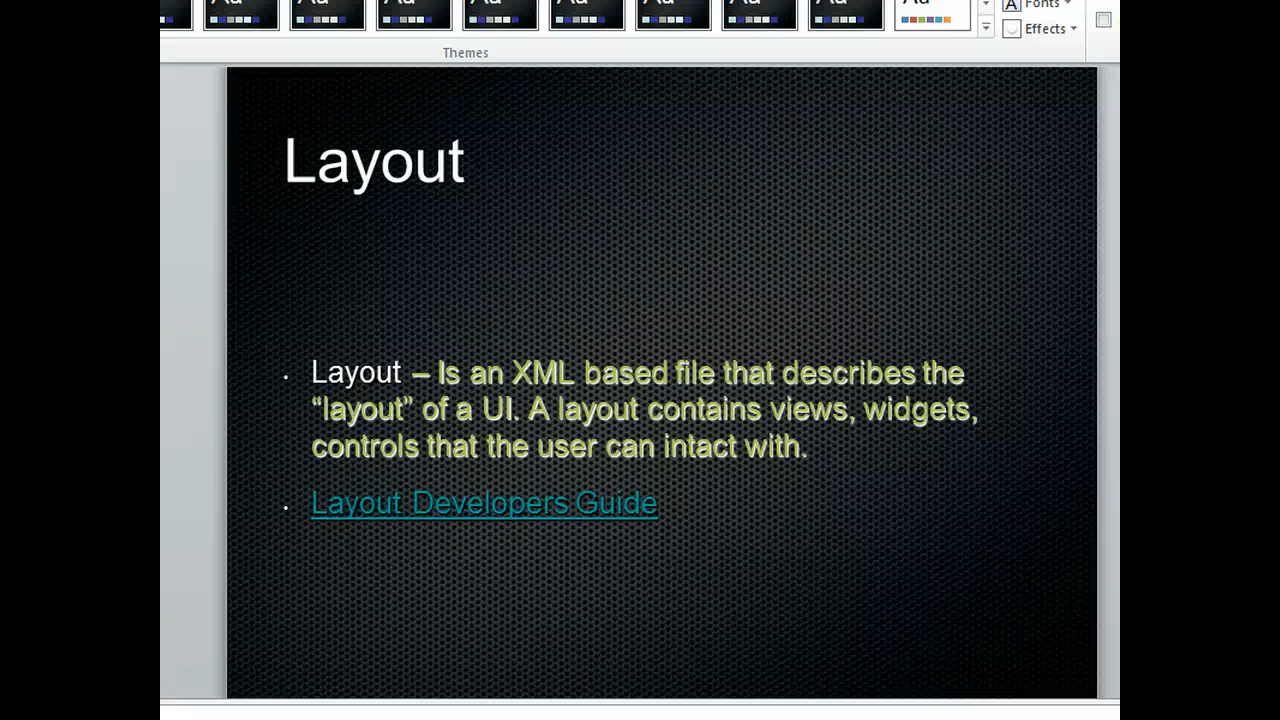 Fonts
Effects
Themes
Layout
Layout – Is an XML based file that describes the
“layout” of a UI. A layout contains views, widgets,
controls that the user can intact with.
Layout Developers Guide